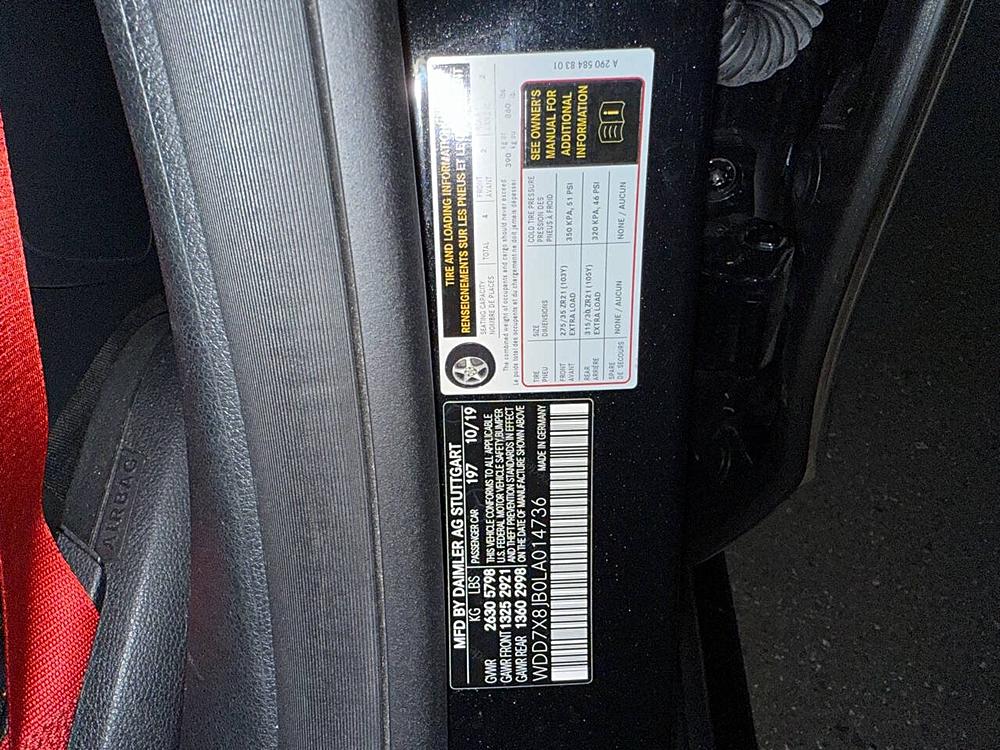 A 290 584 83 01
TIRE AND LOADING INFORMATION
RENSEIGNEMENTS SUR LES PNEUS ET LE
SEATING CAPACITY TOTAL 4 FRONT 2 2
NOMBRE DE PLACES AVANT
The combined weight of occupants and cargo should never exceed 390 kg or 860 lbs
Le poids total des occupants et du chargement ne doit jamais dépasser kg ou lb.
TIRE SIZE COLD TIRE PRESSURE
PNEU DIMENSIONS PRESSION DES
PNEUS À FROID
FRONT 275/35 ZR21 (103Y) 350 KPA, 51 PSI
AVANT EXTRA LOAD
REAR 315/30 ZR21 (105Y) 320 KPA, 46 PSI
ARRIÈRE EXTRA LOAD
SPARE NONE / AUCUN NONE / AUCUN
DE SECOURS
SEE OWNER'S
MANUAL FOR
ADDITIONAL
INFORMATION
MFD BY DAIMLER AG STUTTGART
KG LBS PASSENGER CAR 197 10/19
GVWR 2630 5798 THIS VEHICLE CONFORMS TO ALL APPLICABLE
GAWR FRONT 1325 2921 U.S. FEDERAL MOTOR VEHICLE SAFETY, BUMPER
AND THEFT PREVENTION STANDARDS IN EFFECT
GAWR REAR 1360 2998 ON THE DATE OF MANUFACTURE SHOWN ABOVE
WDD7X8JB0LA014736 MADE IN GERMANY
AIRBAG